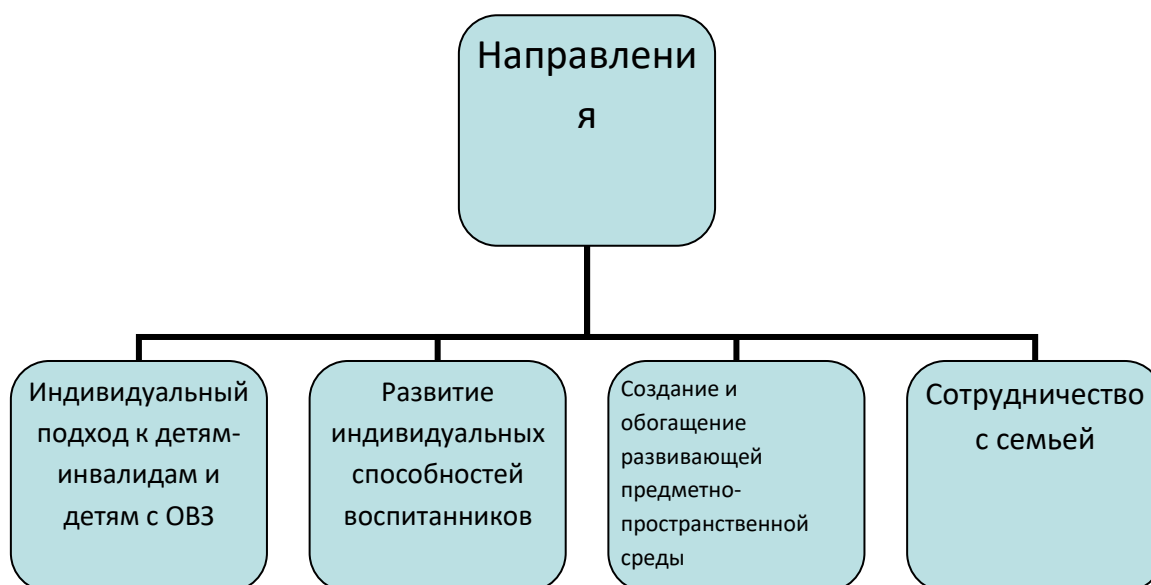 Направлени
я
Индивидуальный
подход к детям-
инвалидам и
детям с ОВЗ
Развитие
индивидуальных
способностей
воспитанников
Создание и
обогащение
развивающей
предметно-
пространственной
среды
Сотрудничество
с семьей